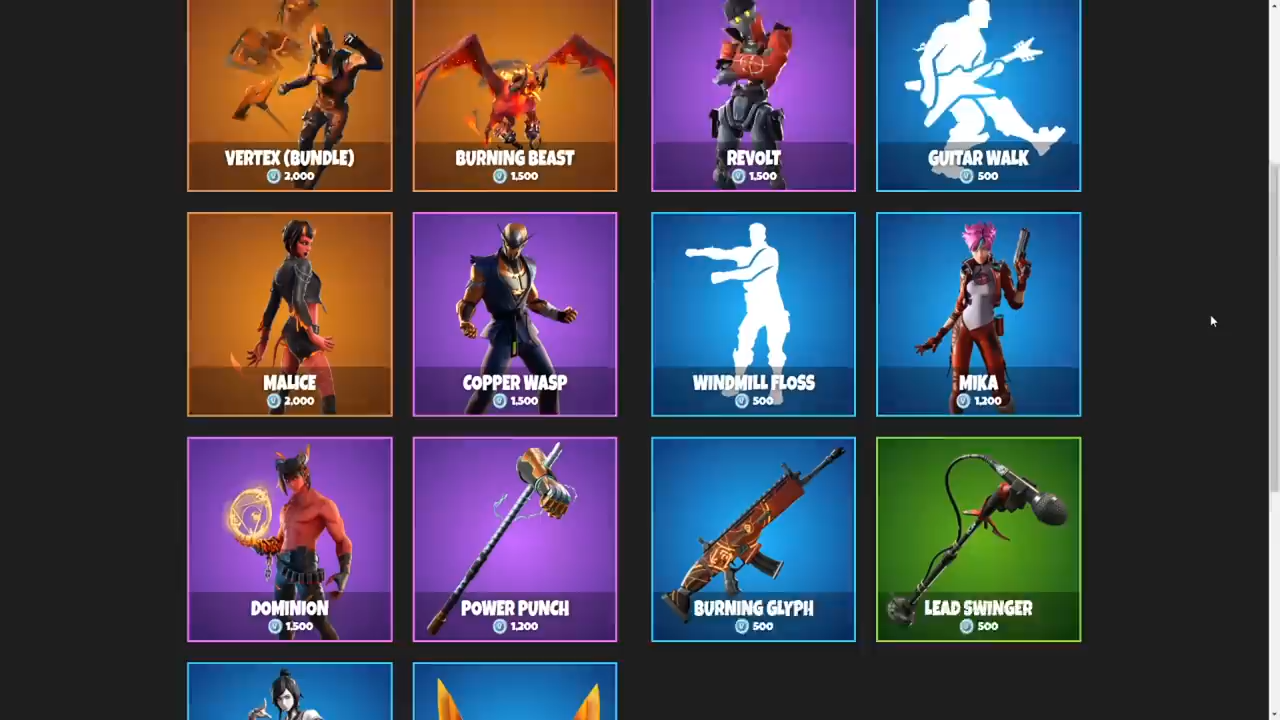 VERTEX (BUNDLE)
2,000
BURNING BEAST
1,500
REVOLT
1,500
GUITAR WALK
500
MALICE
2,000
COPPER WASP
1,500
WINDMILL FLOSS
500
MIKA
1,200
DOMINION
1,500
POWER PUNCH
1,200
BURNING GLYPH
500
LEAD SWINGER
500